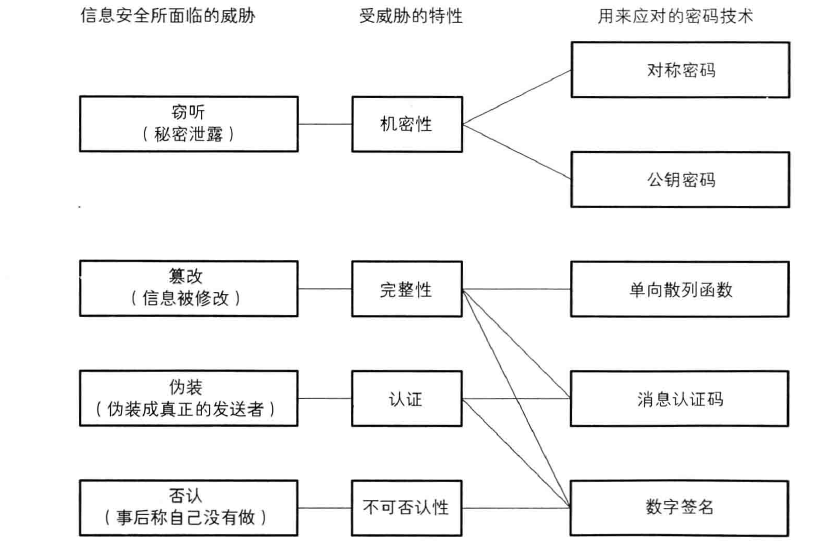 信息安全所面临的威胁
受威胁的特性
用来应对的密码技术
窃听
（秘密泄露）
机密性
对称密码
公钥密码
篡改
（信息被修改）
完整性
单向散列函数
伪装
（伪装成真正的发送者）
认证
消息认证码
否认
（事后称自己没有做）
不可否认性
数字签名